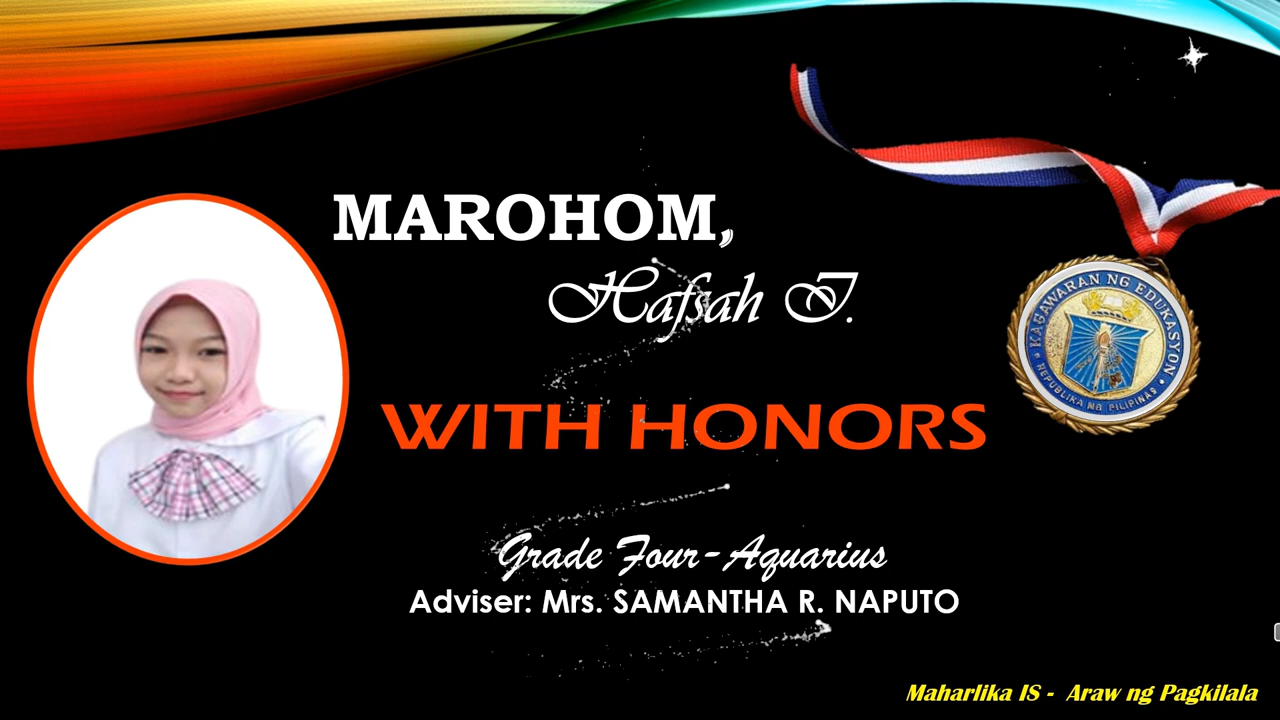 MAROHOM,
Hafsah I.
WITH HONORS
Grade Four-Aquarius
Adviser: Mrs. SAMANTHA R. NAPUTO
KAGAWARAN NG EDUKASYON
REPUBLIKA NG PILIPINAS
Maharlika IS - Araw ng Pagkilala